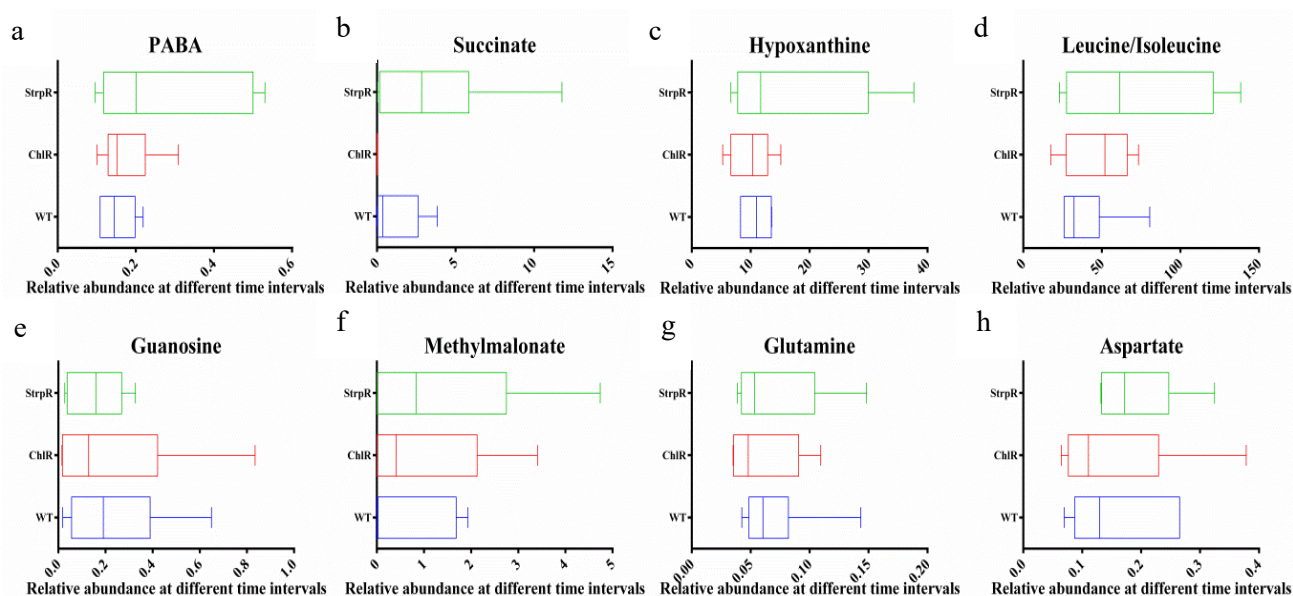 a
PABA
StrpR
ChlR
WT
0.0 0.2 0.4 0.6
Relative abundance at different time intervals
b
Succinate
StrpR
ChlR
WT
0 5 10 15
Relative abundance at different time intervals
c
Hypoxanthine
StrpR
ChlR
WT
0 10 20 30 40
Relative abundance at different time intervals
d
Leucine/Isoleucine
StrpR
ChlR
WT
0 50 100 150
Relative abundance at different time intervals
e
Guanosine
StrpR
ChlR
WT
0.0 0.2 0.4 0.6 0.8 1.0
Relative abundance at different time intervals
f
Methylmalonate
StrpR
ChlR
WT
0 1 2 3 4 5
Relative abundance at different time intervals
g
Glutamine
StrpR
ChlR
WT
0.00 0.05 0.10 0.15 0.20
Relative abundance at different time intervals
h
Aspartate
StrpR
ChlR
WT
0.0 0.1 0.2 0.3 0.4
Relative abundance at different time intervals